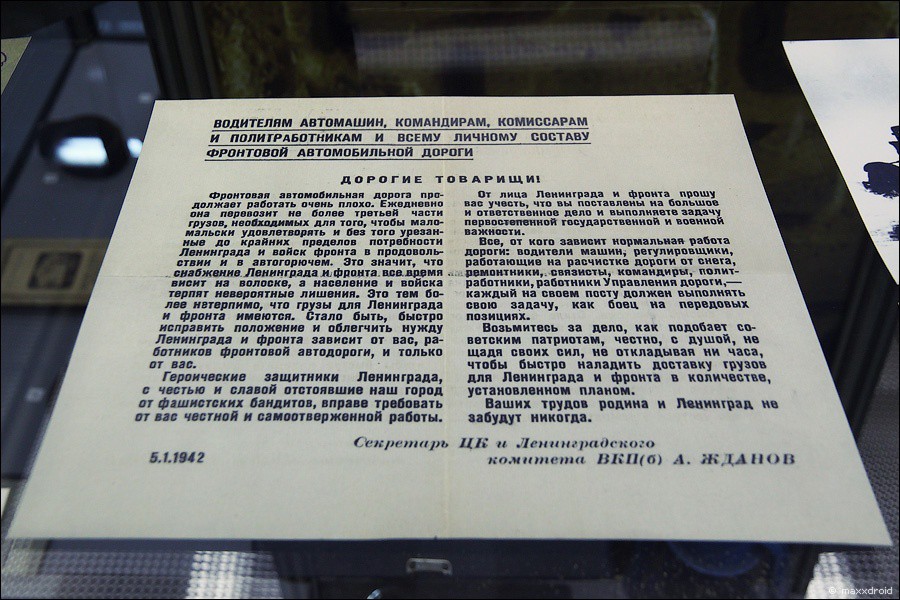 ВОДИТЕЛЯМ АВТОМАШИН, КОМАНДИРАМ, КОМИССАРАМ
И ПОЛИТРАБОТНИКАМ И ВСЕМУ ЛИЧНОМУ СОСТАВУ
ФРОНТОВОЙ АВТОМОБИЛЬНОЙ ДОРОГИ
ДОРОГИЕ ТОВАРИЩИ!
Фронтовая автомобильная дорога про-
должает работать очень плохо. Ежедневно
она перевозит не более третьей части
грузов, необходимых для того, чтобы мало-
мальски удовлетворять и без того урезан-
ные до крайних пределов потребности
Ленинграда и войск фронта в продоволь-
ствии и в автогорючем. Это значит, что
снабжение Ленинграда и фронта все время
висит на волоске, а население и войска
терпят невероятные лишения. Это тем бо-
лее нетерпимо, что грузы для Ленинграда
и фронта имеются. Стало быть, быстро
исправить положение и облегчить нужду
Ленинграда и фронта зависит от вас, ра-
ботников фронтовой автодороги, и только
от вас.
Героические защитники Ленинграда,
с честью и славой отстоявшие наш город
от фашистских бандитов, вправе требовать
от вас честной и самоотверженной работы.
От лица Ленинграда и фронта прошу
вас учесть, что вы поставлены на большое
и ответственное дело и выполняете задачу
первостепенной государственной и военной
важности.
Все, от кого зависит нормальная работа
дороги: водители машин, регулировщики,
работающие на расчистке дороги от снега,
ремонтники, связисты, командиры, полит-
работники, работники Управления дороги,—
каждый на своем посту должен выполнять
свою задачу, как боец на передовых
позициях.
Возьмитесь за дело, как подобает со-
ветским патриотам, честно, с душой, не
щадя своих сил, не откладывая ни часа,
чтобы быстро наладить доставку грузов
для Ленинграда и фронта в количестве,
установленном планом.
Ваших трудов родина и Ленинград не
забудут никогда.
Секретарь ЦК и Ленинградского
комитета ВКП(б) А. ЖДАНОВ
5.1.1942
© maxxdroid